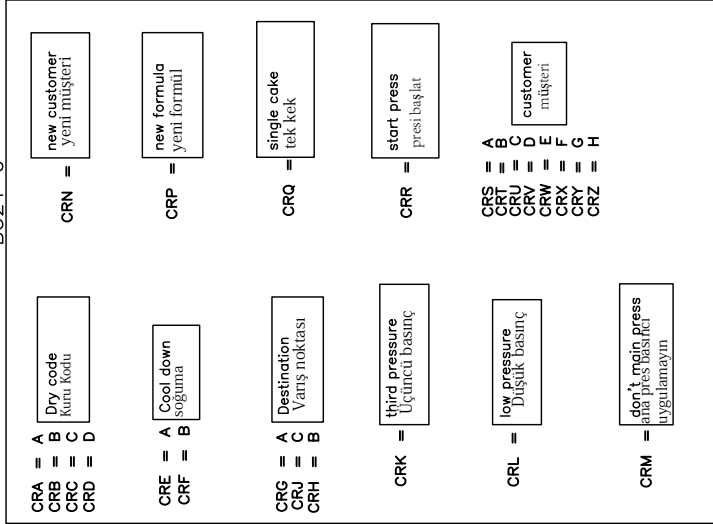 CRA = A
CRB = B
CRC = C
CRD = D
Dry code
Kuru Kodu
CRE = A
CRF = B
Cool down
soğuma
CRG = A
CRJ = C
CRH = B
Destination
Varış noktası
CRK =
third pressure
Üçüncü basınç
CRL =
low pressure
Düşük basınç
CRM =
don't main press
ana pres basıncı
uygulamayın
CRN =
new customer
yeni müşteri
CRP =
new formula
yeni formül
CRQ =
single cake
tek kek
CRR =
start press
presi başlat
CRS = A
CRT = B
CRU = C
CRV = D
CRW = E
CRX = F
CRY = G
CRZ = H
customer
müşteri